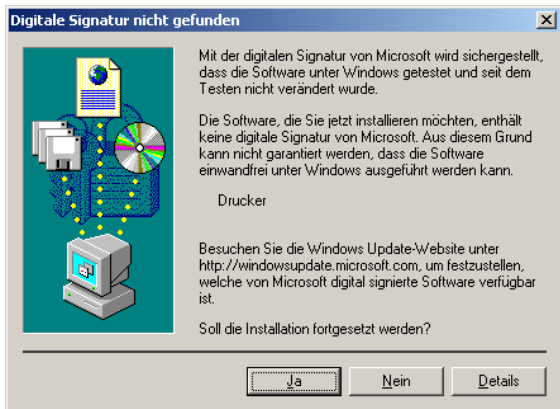 Digitale Signatur nicht gefunden
Mit der digitalen Signatur von Microsoft wird sichergestellt,
dass die Software unter Windows getestet und seit dem
Testen nicht verändert wurde.
Die Software, die Sie jetzt installieren möchten, enthält
keine digitale Signatur von Microsoft. Aus diesem Grund
kann nicht garantiert werden, dass die Software
einwandfrei unter Windows ausgeführt werden kann.
Drucker
Besuchen Sie die Windows Update-Website unter
http://windowsupdate.microsoft.com, um festzustellen,
welche von Microsoft digital signierte Software verfügbar
ist.
Soll die Installation fortgesetzt werden?
Ja
Nein
Details